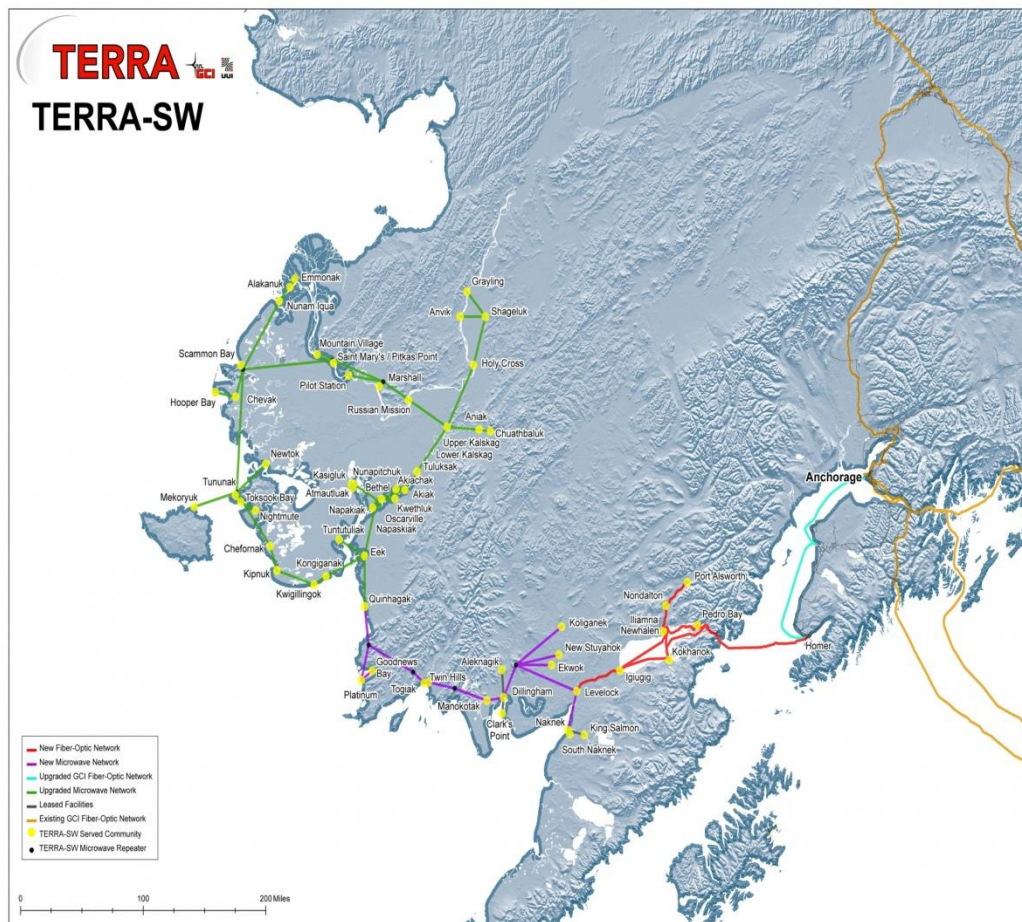 TERRA
GCI
UUI
TERRA-SW
Emmonak
Alakanuk
Nunam Iqua
Grayling
Anvik
Shageluk
Mountain Village
Scammon Bay
Saint Mary's / Pitkas Point
Holy Cross
Pilot Station
Marshall
Hooper Bay
Chevak
Russian Mission
Aniak
Chuathbaluk
Upper Kalskag
Lower Kalskag
Newtok
Kasigluk
Nunapitchuk
Tuluksak
Tununak
Atmautluak
Bethel
Akiachak
Akiak
Mekoryuk
Toksook Bay
Napakiak
Kwethluk
Nightmute
Oscarville
Napaskiak
Tuntutuliak
Chefornak
Eek
Kongiganak
Kipnuk
Kwigillingok
Anchorage
Quinhagak
Port Alsworth
Nondalton
Pedro Bay
Koliganek
Iliamna
Newhalen
Homer
Goodnews
Bay
Aleknagik
New Stuyahok
Kokhanok
Ekwok
Igiugig
Platinum
Togiak
Twin Hills
Dillingham
Levelock
Manokotak
Clark's
Point
Naknek
King Salmon
South Naknek
New Fiber-Optic Network
New Microwave Network
Upgraded GCI Fiber-Optic Network
Upgraded Microwave Network
Leased Facilities
Existing GCI Fiber-Optic Network
TERRA-SW Served Community
TERRA-SW Microwave Repeater
0 100 200 Miles